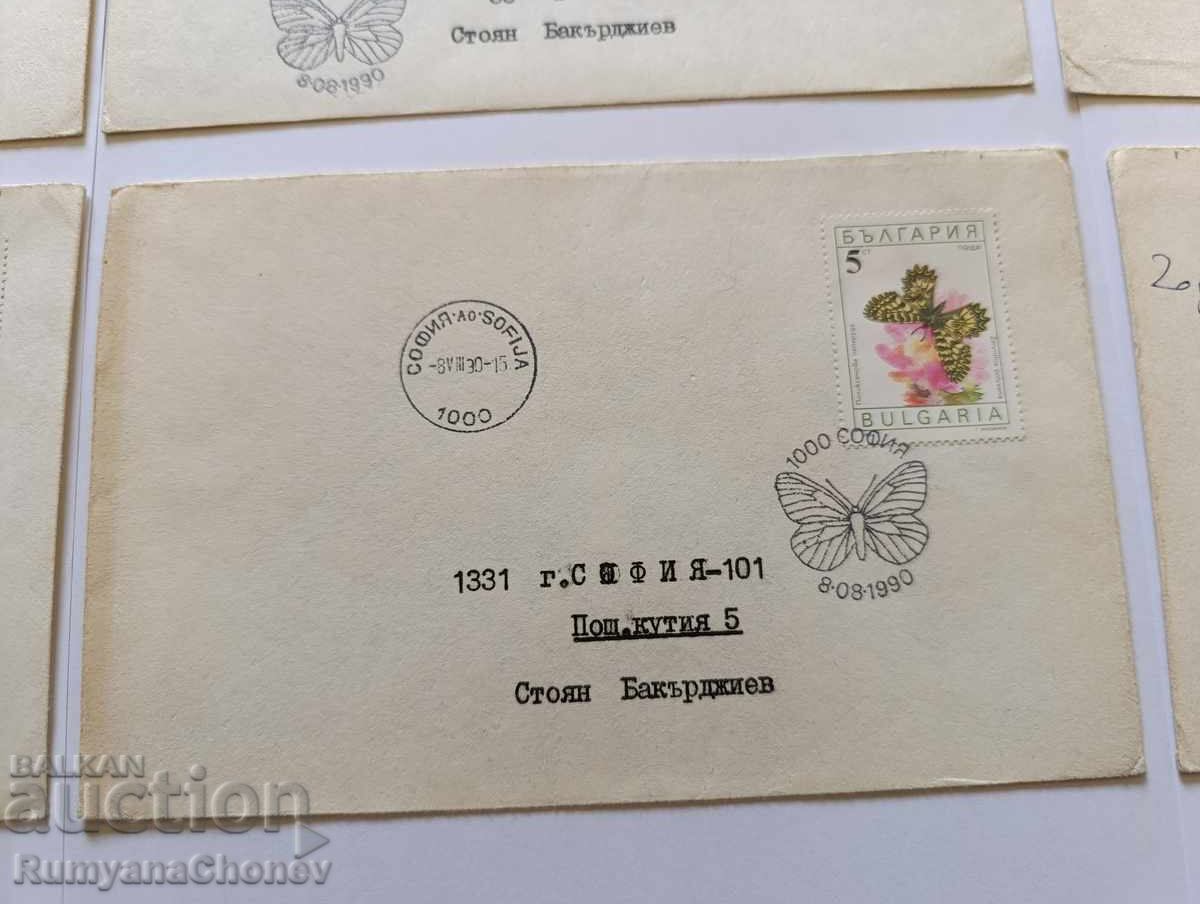 Стоян Бакърджиев
8·08·1990
БЪЛГАРИЯ
5 СТ
BULGARIA
СОФИЯ·АО·SOFIJA
-8VIII90-15
1000
1000 СОФИЯ
8·08·1990
1331 г.СОФИЯ-101
Пощ.кутия 5
Стоян Бакърджиев
BALKAN
auction
RumyanaChonev